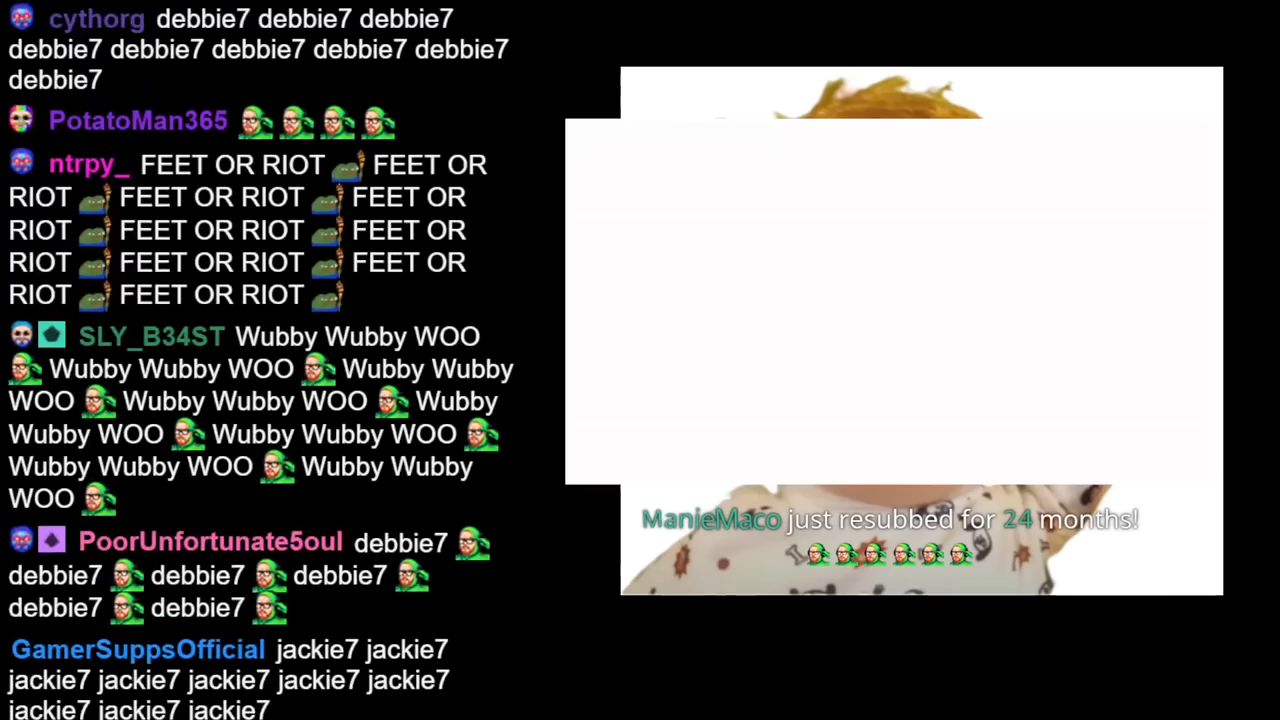 cythorg debbie7 debbie7 debbie7
debbie7 debbie7 debbie7 debbie7 debbie7
debbie7
PotatoMan365
ntrpy_ FEET OR RIOT FEET OR
RIOT FEET OR RIOT FEET OR
RIOT FEET OR RIOT FEET OR
RIOT FEET OR RIOT FEET OR
RIOT FEET OR RIOT
SLY_B34ST Wubby Wubby WOO
Wubby Wubby WOO Wubby Wubby
WOO Wubby Wubby WOO Wubby
Wubby WOO Wubby Wubby WOO
Wubby Wubby WOO Wubby Wubby
WOO
PoorUnfortunate5oul debbie7
debbie7 debbie7 debbie7
debbie7 debbie7
GamerSuppsOfficial jackie7 jackie7
jackie7 jackie7 jackie7 jackie7 jackie7
jackie7 jackie7 jackie7
ManieMaco just resubbed for 24 months!